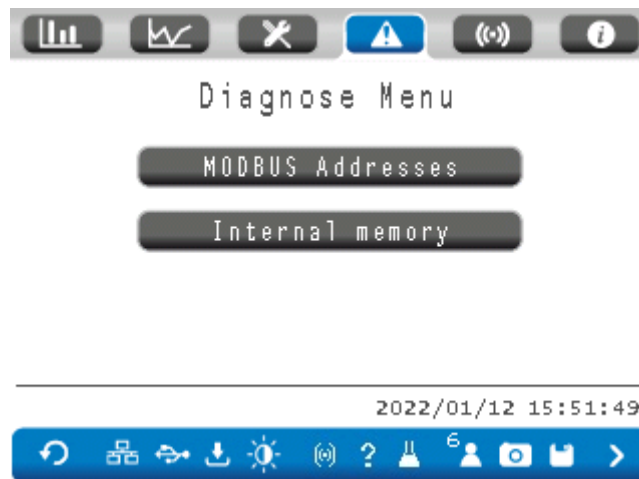 Diagnose Menu
MODBUS Addresses
Internal memory
2022/01/12 15:51:49
? 6